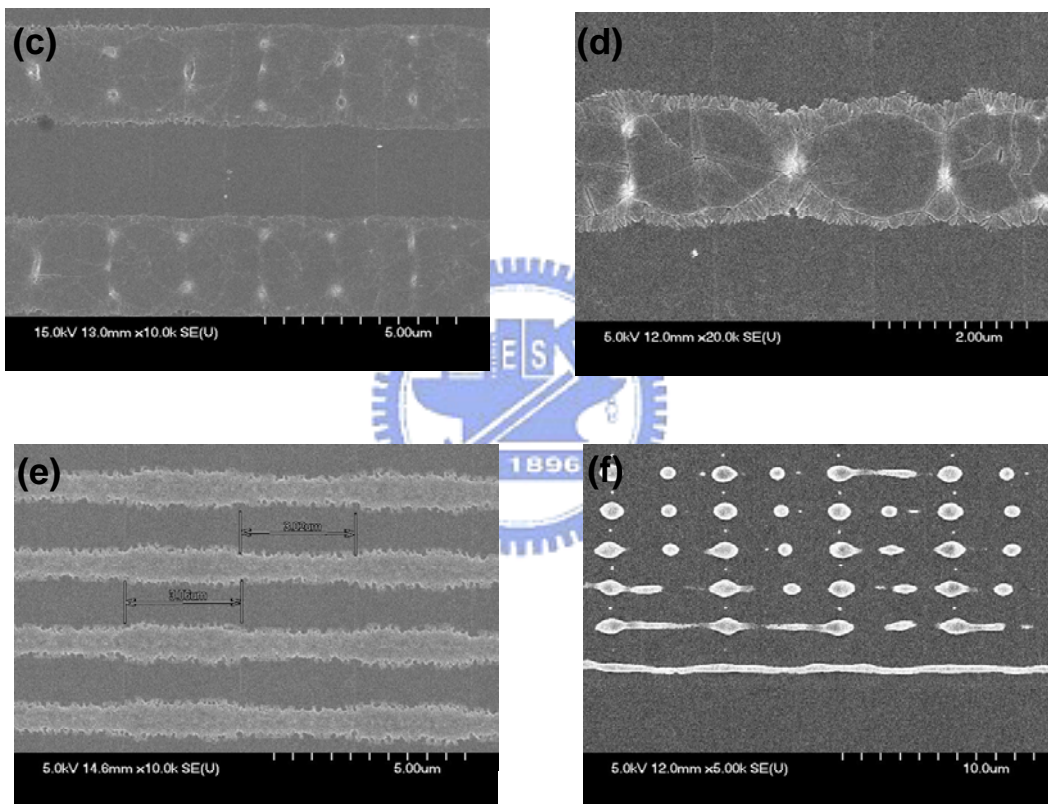 (c)
15.0kV 13.0mm x10.0k SE(U)
5.00um
(d)
5.0kV 12.0mm x20.0k SE(U)
2.00um
ES
1896
(e)
5.0kV 14.6mm x10.0k SE(U)
5.00um
(f)
5.0kV 12.0mm x5.00k SE(U)
10.0um